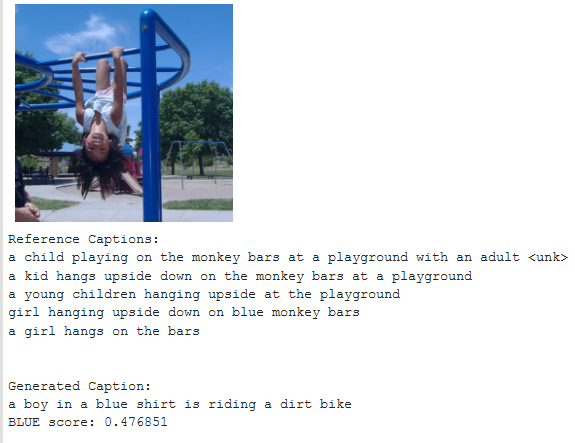 Reference Captions:
a child playing on the monkey bars at a playground with an adult <unk>
a kid hangs upside down on the monkey bars at a playground
a young children hanging upside at the playground
girl hanging upside down on blue monkey bars
a girl hangs on the bars
Generated Caption:
a boy in a blue shirt is riding a dirt bike
BLUE score: 0.476851